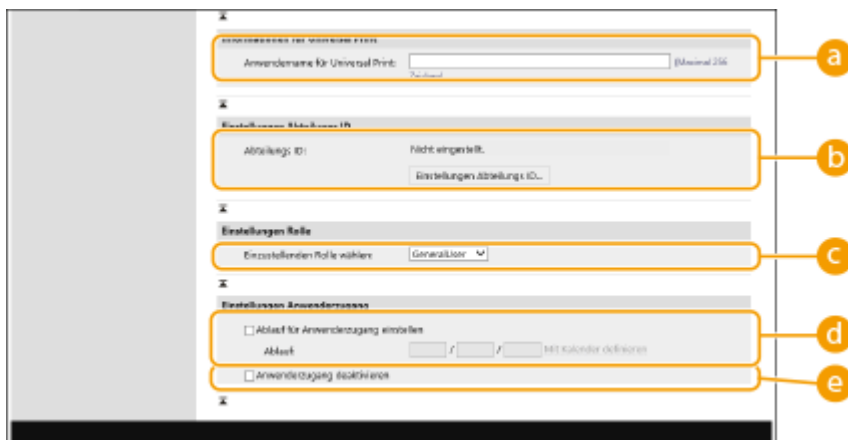 Anwendername für Universal Print: (Maximal 256
Zeichen)
a
Einstellungen Abteilungs ID
Abteilungs ID: Nicht eingestellt.
Einstellungen Abteilungs ID...
b
Einstellungen Rolle
Einzustellenden Rolle wählen: GeneralUser
c
Einstellungen Anwenderzugang
Ablauf für Anwenderzugang einstellen
Ablauf: / / Mit Kalender definieren
d
Anwenderzugang deaktivieren
e